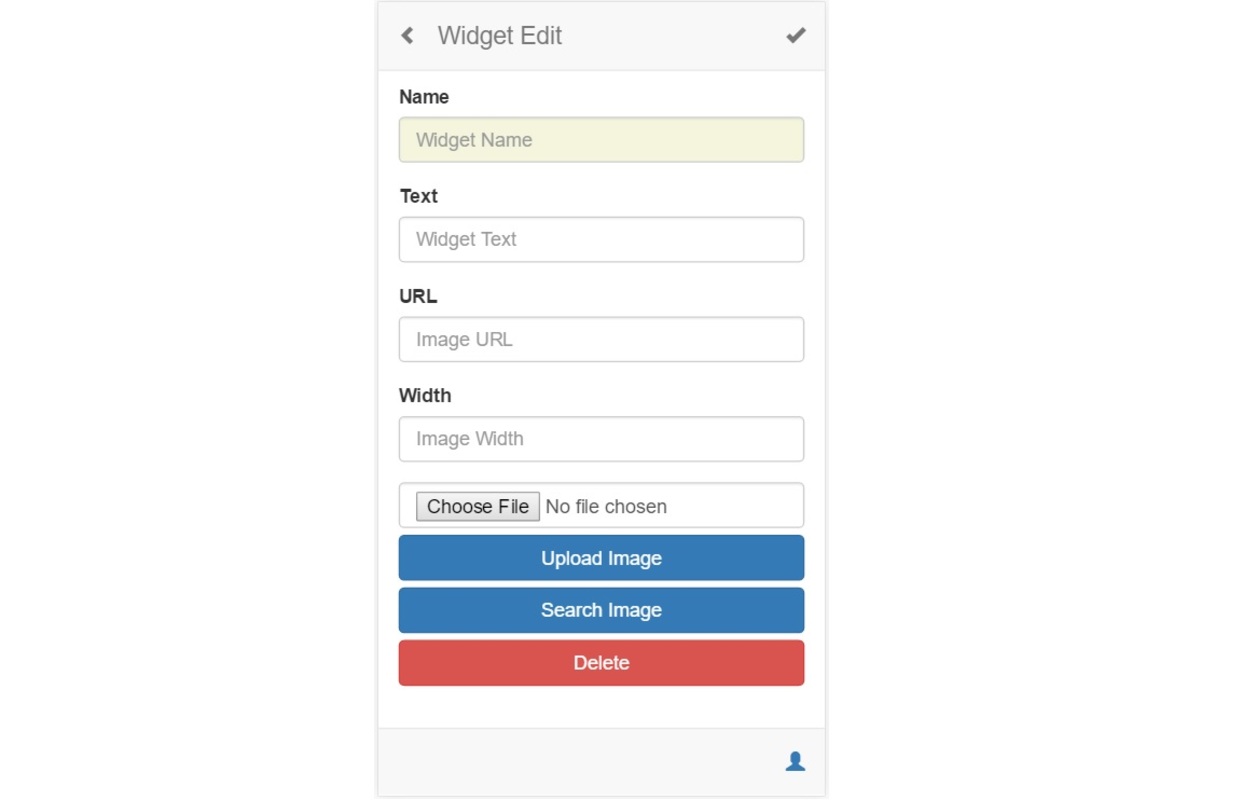 Widget Edit
Name
Widget Name
Text
Widget Text
URL
Image URL
Width
Image Width
Choose File No file chosen
Upload Image
Search Image
Delete